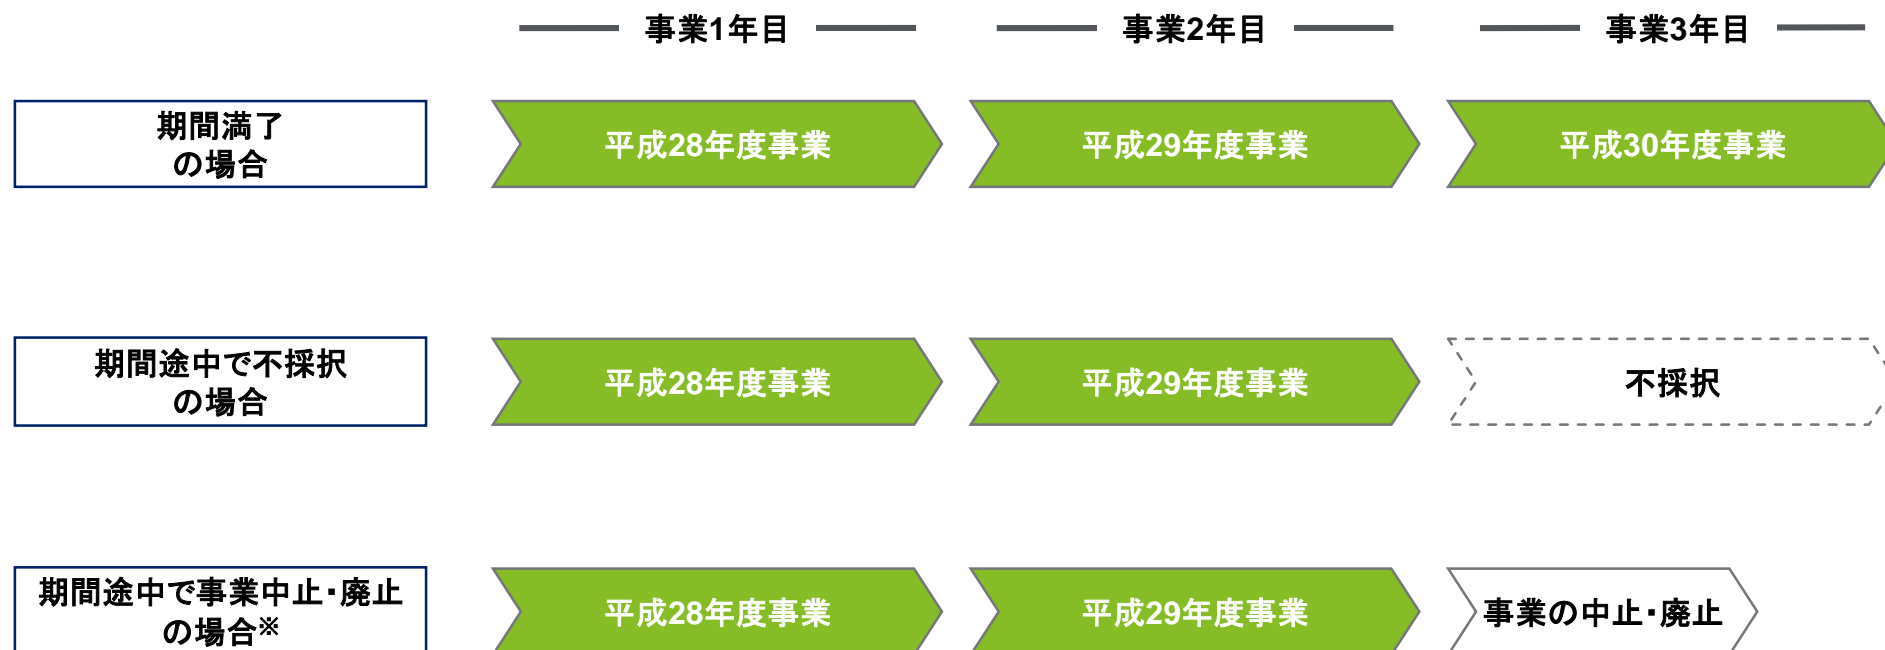 事業1年目 事業2年目 事業3年目
期間満了
の場合
平成28年度事業 平成29年度事業 平成30年度事業
期間途中で不採択
の場合
平成28年度事業 平成29年度事業 不採択
期間途中で事業中止・廃止
の場合※
平成28年度事業 平成29年度事業 事業の中止・廃止